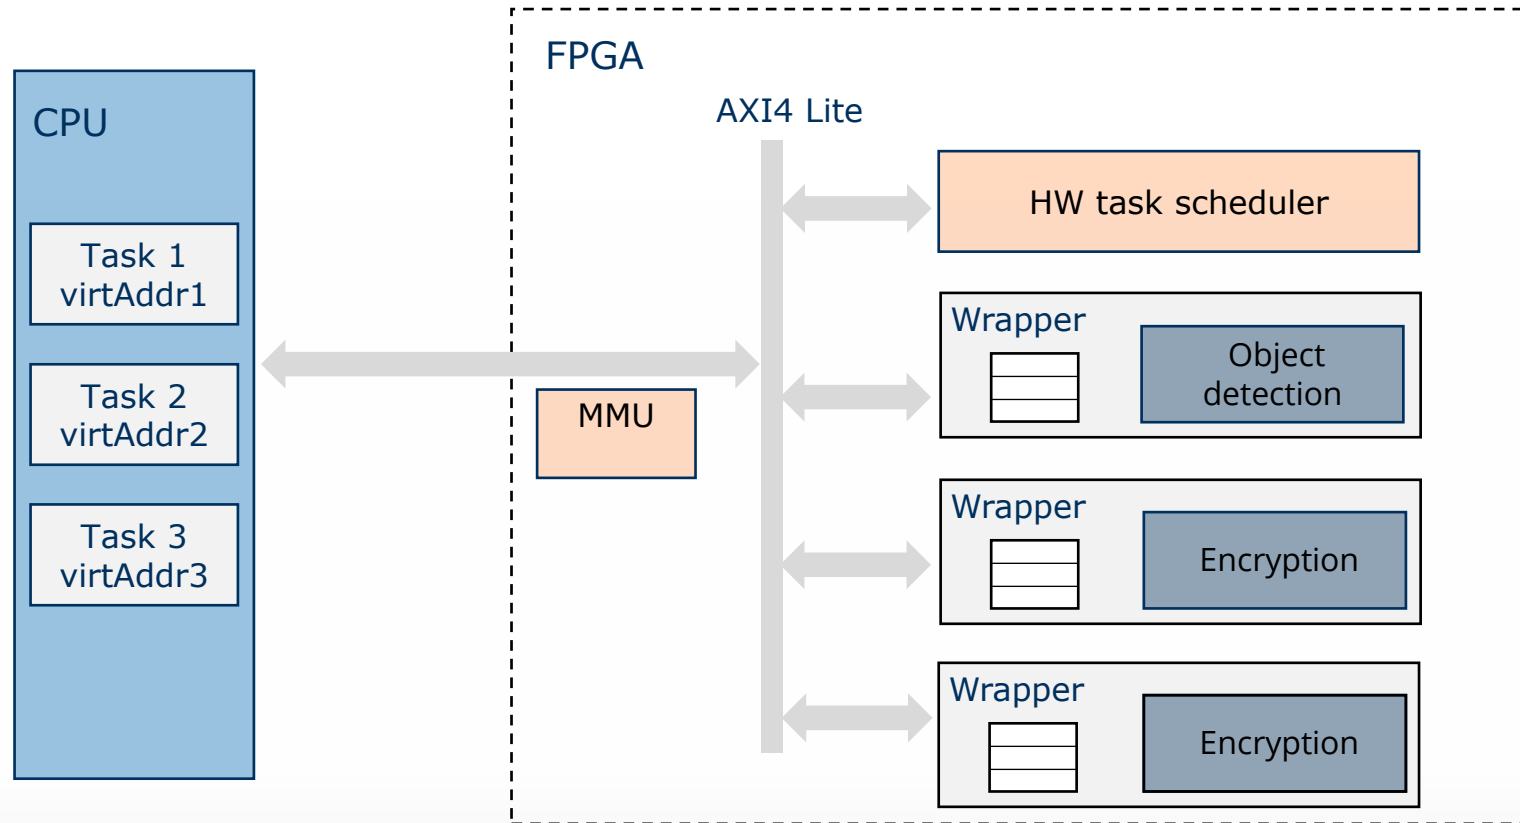 FPGA
AXI4 Lite
CPU
Task 1
virtAddr1
Task 2
virtAddr2
Task 3
virtAddr3
MMU
HW task scheduler
Wrapper
Object
detection
Wrapper
Encryption
Wrapper
Encryption